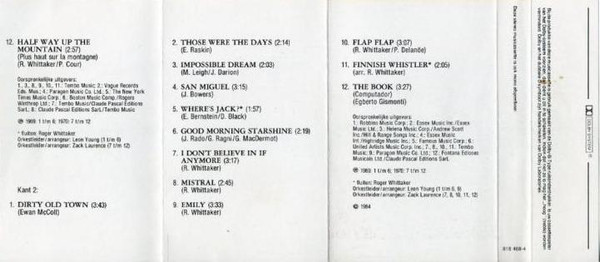 12. HALF WAY UP THE
MOUNTAIN (2:57)
(Plus haut sur la montagne)
(R. Whittaker/P. Cour)
Oorspronkelijke uitgevers:
1, 3, 8, 9, 10, 11: Tembo Music; 2: Vogue Records
Eds. Mus.; 4: Paragon Music Co. Ltd.; 5: The New York
Times Music Corp.; 6: Boston Music Comp./Rogers
Winthrop Ltd.; 7: Tembo Music/Claude Pascal Editions
Sarl.; 8: Claude Pascal Editions Sarl./Tembo Music
Ⓟ 1969: 1 t/m 6; 1970: 7 t/m 12
* fluiten: Roger Whittaker
Orkestleider/arrangeur: Leon Young (1 t/m 6)
Orkestleider/arrangeur: Zack Laurence (7 t/m 12)
Kant 2:
1. DIRTY OLD TOWN (3:43)
(Ewan McColl)
2. THOSE WERE THE DAYS (2:14)
(E. Raskin)
3. IMPOSSIBLE DREAM (2:03)
(M. Leigh/J. Darion)
4. SAN MIGUEL (3:15)
(J. Bowers)
5. WHERE'S JACK?* (1:57)
(E. Bernstein/D. Black)
6. GOOD MORNING STARSHINE (2:19)
(J. Rado/G. Ragni/G. MacDermot)
7. I DON'T BELIEVE IN IF
ANYMORE (3:17)
(R. Whittaker)
8. MISTRAL (2:45)
(R. Whittaker)
9. EMILY (3:33)
(R. Whittaker)
10. FLAP FLAP (3:07)
(R. Whittaker/P. Delanöe)
11. FINNISH WHISTLER* (2:05)
(arr. R. Whittaker)
12. THE BOOK (3:27)
(Computador)
(Egberto Gismonti)
Oorspronkelijke uitgevers:
1: Robbins Music Corp.; 2: Essex Music Inc./Essex
Music Ltd.; 3: Helena Music Corp./Andrew Scott
Inc./Mill & Range Songs Inc.; 4: Essex Music
Int./Highridge Music Inc.; 5: Famous Music Corp.; 6:
United Artists Music Corp. Inc.; 7, 8, 10, 11: Tembo
Music; 9: Paragon Music Co. Ltd.; 12: Fontana Editions
Musicals Ltd./Claude Pascal Editions Sarl.
Ⓟ 1969: 1 t/m 6; 1970: 7 t/m 12
* fluiten: Roger Whittaker
Orkestleider/arrangeur: Leon Young (1 t/m 6, 9)
Orkestleider/arrangeur: Zack Laurence (7, 8, 10, 11, 12)
Ⓒ 1984
818 468-4